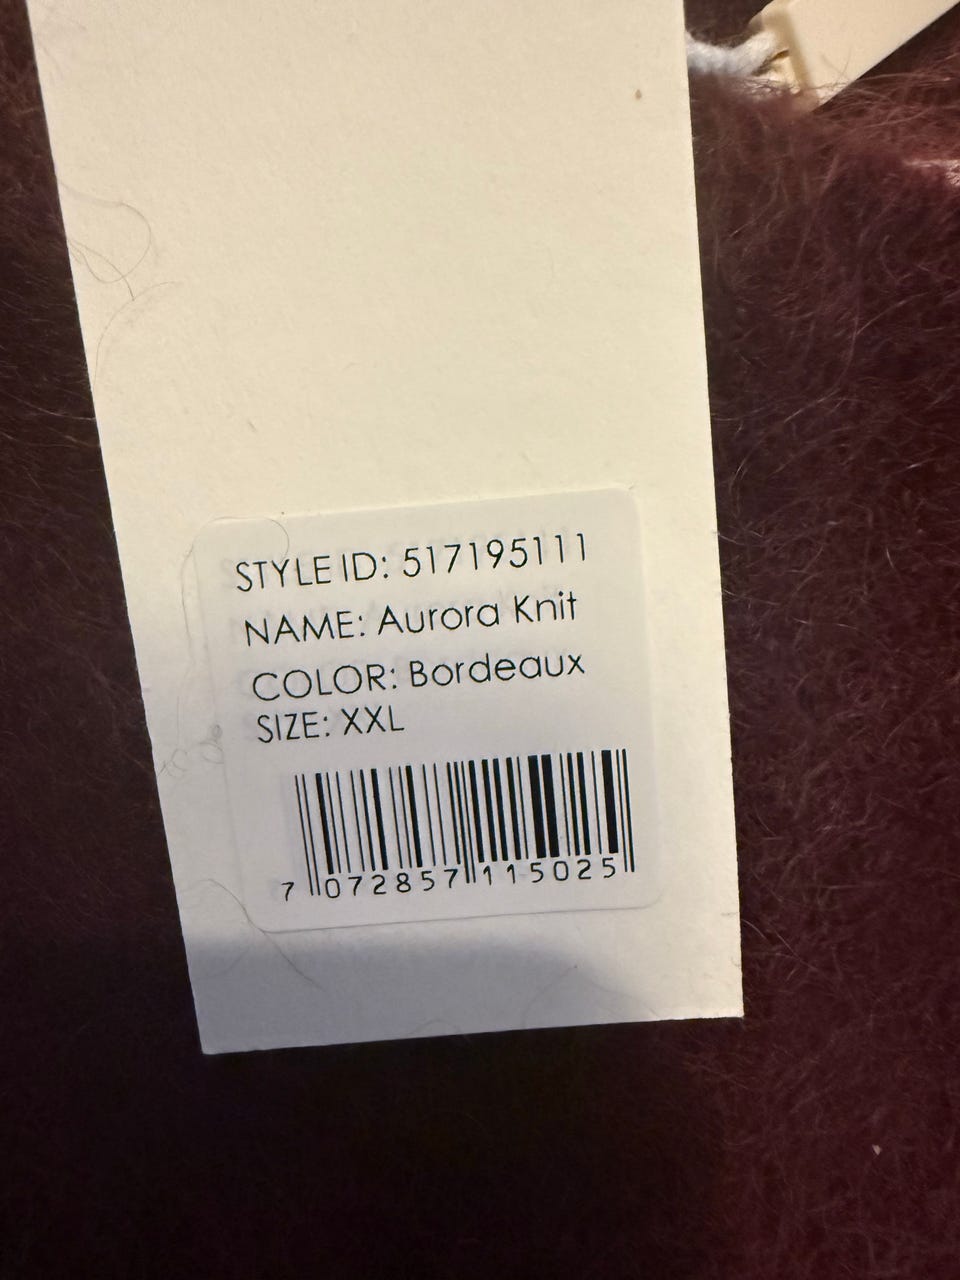 STYLE ID: 517195111
NAME: Aurora Knit
COLOR: Bordeaux
SIZE: XXL
7 072857 115025